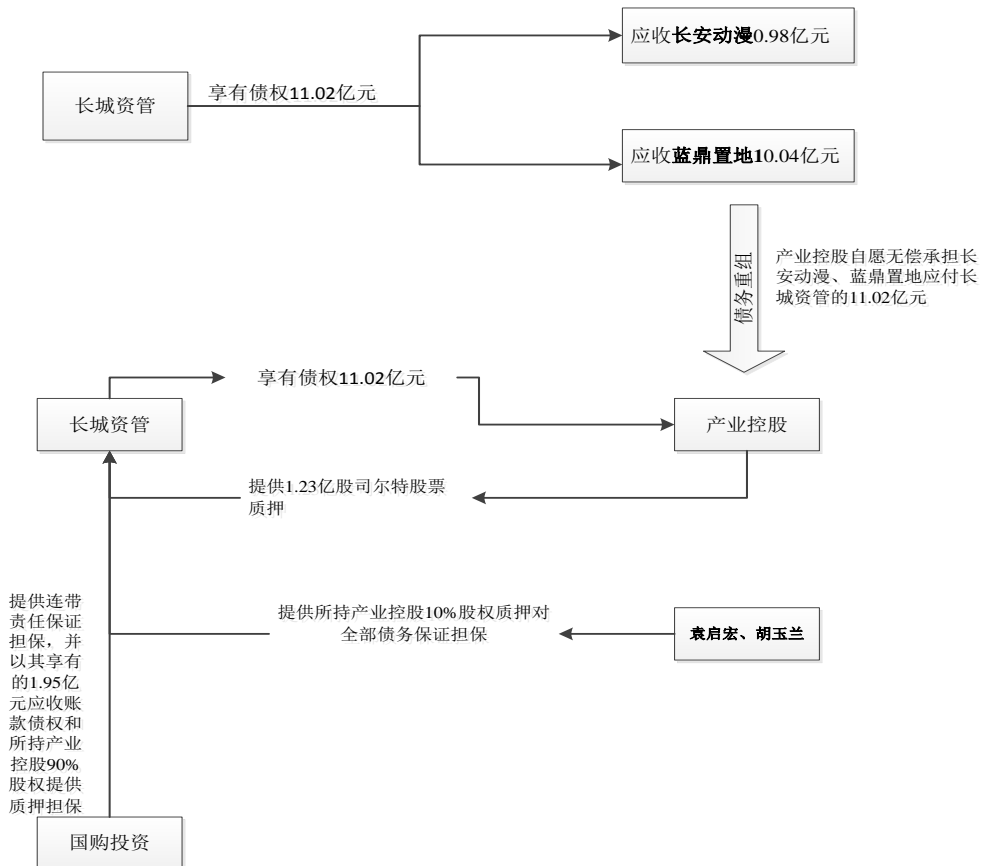 应收长安动漫0.98亿元
长城资管
享有债权11.02亿元
应收蓝鼎置地10.04亿元
债务重组
产业控股自愿无偿承担长
安动漫、蓝鼎置地应付长
城资管的11.02亿元
享有债权11.02亿元
长城资管
产业控股
提供1.23亿股司尔特股票
质押
提供所持产业控股10%股权质押对
全部债务保证担保
袁启宏、胡玉兰
提供连带
责任保证
担保，并
以其享有
的1.95亿
元应收账
款债权和
所持产业
控股90%
股权提供
质押担保
国购投资